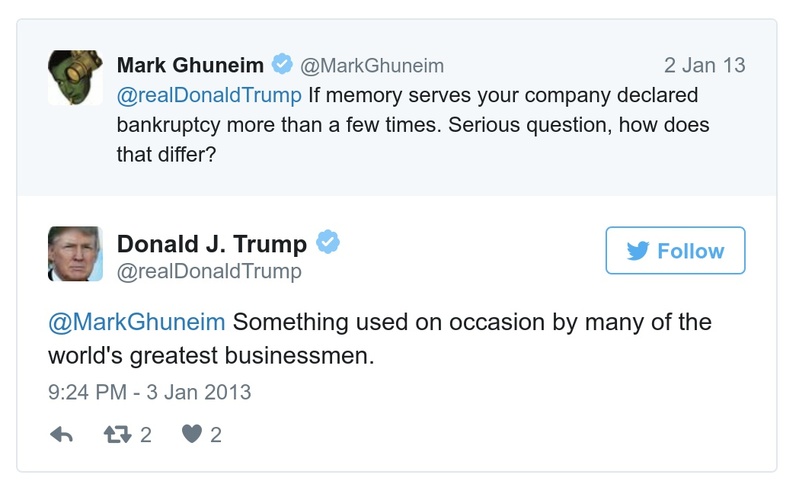 Mark Ghuneim @MarkGhuneim 2 Jan 13
@realDonaldTrump If memory serves your company declared
bankruptcy more than a few times. Serious question, how does
that differ?
Donald J. Trump
@realDonaldTrump
Follow
@MarkGhuneim Something used on occasion by many of the
world's greatest businessmen.
9:24 PM - 3 Jan 2013
2 2